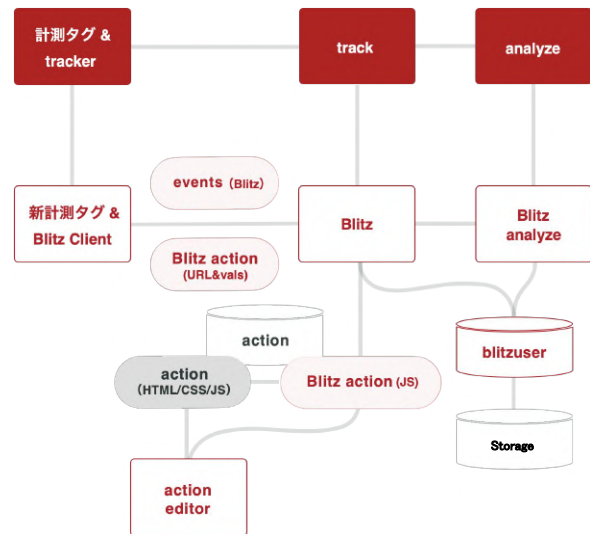 計測タグ &
tracker
track
analyze
events (Blitz)
新計測タグ &
Blitz Client
Blitz
Blitz
analyze
Blitz action
(URL&vals)
action
blitzuser
action
(HTML/CSS/JS)
Blitz action (JS)
Storage
action
editor